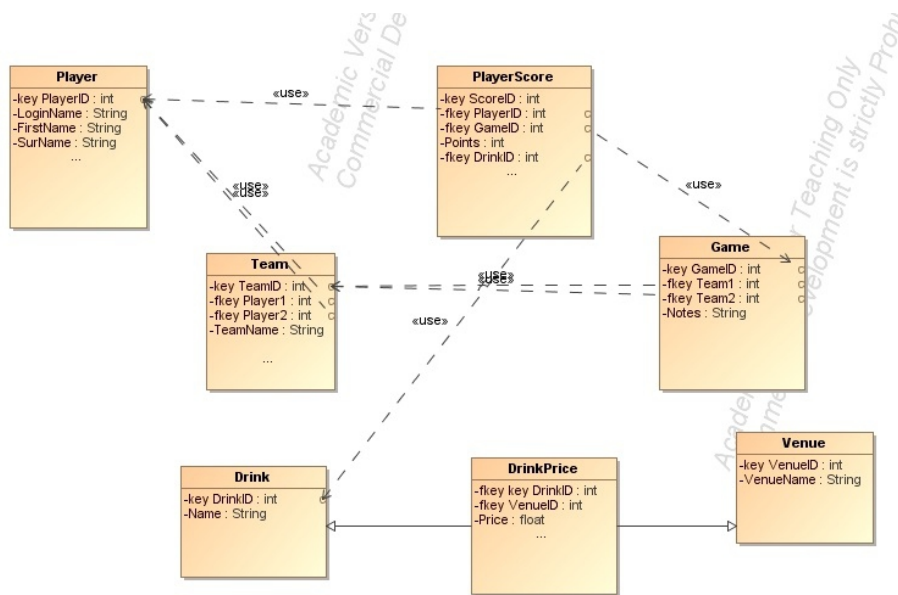 Player
-key PlayerID : int
-LoginName : String
-FirstName : String
-SurName : String
...
«use»
PlayerScore
-key ScoreID : int
-fkey PlayerID : int
-fkey GameID : int
-Points : int
-fkey DrinkID : int
...
«use»
«use»
«use»
Team
-key TeamID : int
-fkey Player1 : int
-fkey Player2 : int
-TeamName : String
...
«use»
«use»
«use»
Game
-key GameID : int
-fkey Team1 : int
-fkey Team2 : int
-Notes : String
Drink
-key DrinkID : int
-Name : String
DrinkPrice
-fkey key DrinkID : int
-fkey VenueID : int
-Price : float
...
Venue
-key VenueID : int
-VenueName : String
Academic Vers
Commercial De
Teaching Only
velopment is strictly Prohi